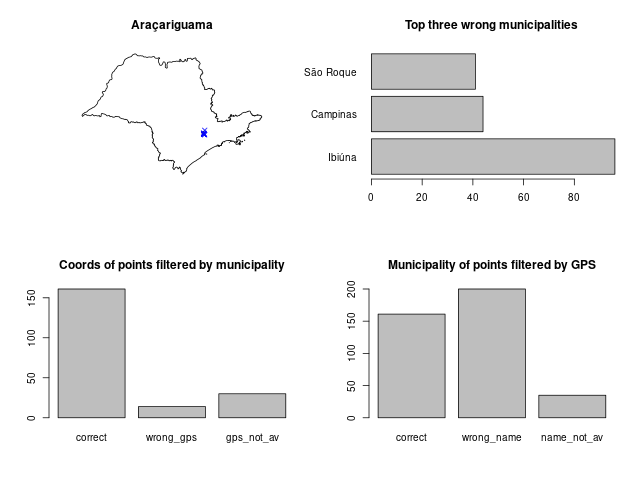 Araçariguama
Top three wrong municipalities
São Roque
Campinas
Ibiúna
0 20 40 60 80
Coords of points filtered by municipality
150
100
50
0
correct wrong_gps gps_not_av
Municipality of points filtered by GPS
200
150
100
50
0
correct wrong_name name_not_av